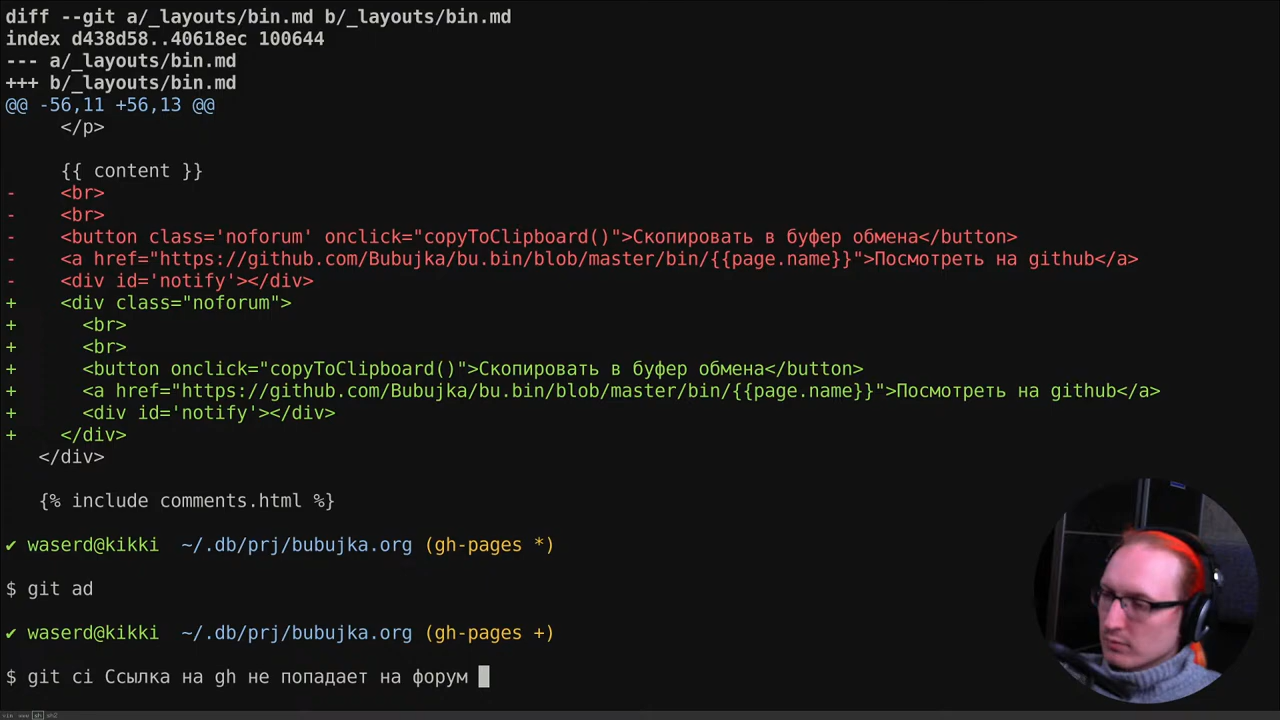 diff --git a/_layouts/bin.md b/_layouts/bin.md
index d438d58..40618ec 100644
--- a/_layouts/bin.md
+++ b/_layouts/bin.md
@@ -56,11 +56,13 @@
     </p>
     {{ content }}
-    <br>
-    <br>
-    <button class='noforum' onclick="copyToClipboard()">Скопировать в буфер обмена</button>
-    <a href="https://github.com/Bubujka/bu.bin/blob/master/bin/{{page.name}}">Посмотреть на github</a>
-    <div id='notify'></div>
+    <div class="noforum">
+      <br>
+      <br>
+      <button onclick="copyToClipboard()">Скопировать в буфер обмена</button>
+      <a href="https://github.com/Bubujka/bu.bin/blob/master/bin/{{page.name}}">Посмотреть на github</a>
+      <div id='notify'></div>
+    </div>
   </div>
   {% include comments.html %}
✔ waserd@kikki  ~/.db/prj/bubujka.org (gh-pages *)
$ git ad
✔ waserd@kikki  ~/.db/prj/bubujka.org (gh-pages +)
$ git ci Ссылка на gh не попадает на форум